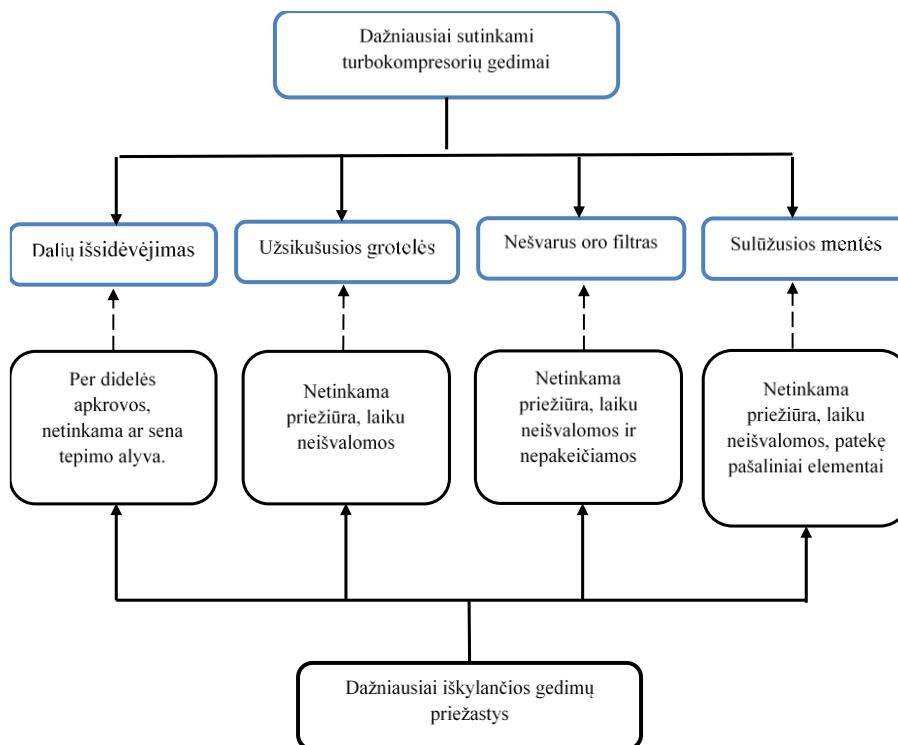 Dažniausiai sutinkami
turbokompresorių gedimai
Dalių išsidėvėjimas
Užsikušusios grotelės
Nešvarus oro filtras
Sulūžusios mentės
Per didelės
apkrovos,
netinkama ar sena
tepimo alyva.
Netinkama
priežiūra, laiku
neišvalomos
Netinkama
priežiūra, laiku
neišvalomos ir
nepakeičiamos
Netinkama
priežiūra, laiku
neišvalomos, patekę
pašaliniai elementai
Dažniausiai iškylančios gedimų
priežastys